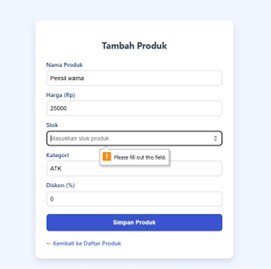 Tambah Produk
Nama Produk
Pensil warna
Harga (Rp)
25000
Stok
Masukkan stok produk
Please fill out this field.
Kategori
ATK
Diskon (%)
0
Simpan Produk
← Kembali ke Daftar Produk